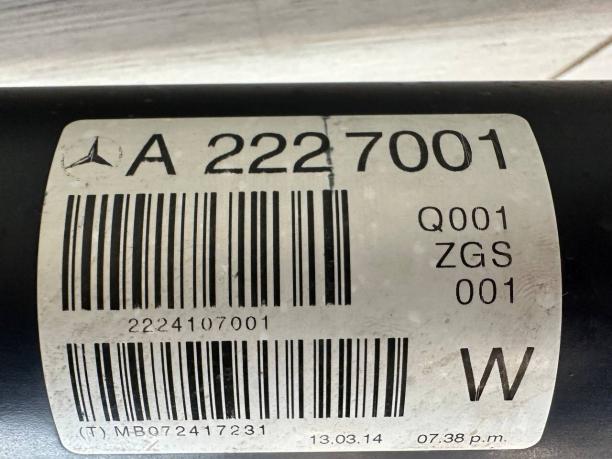 A 222 7001
Q001
ZGS
001
2224107001
W
(T) MB072417231
13.03.14 07.38 p.m.